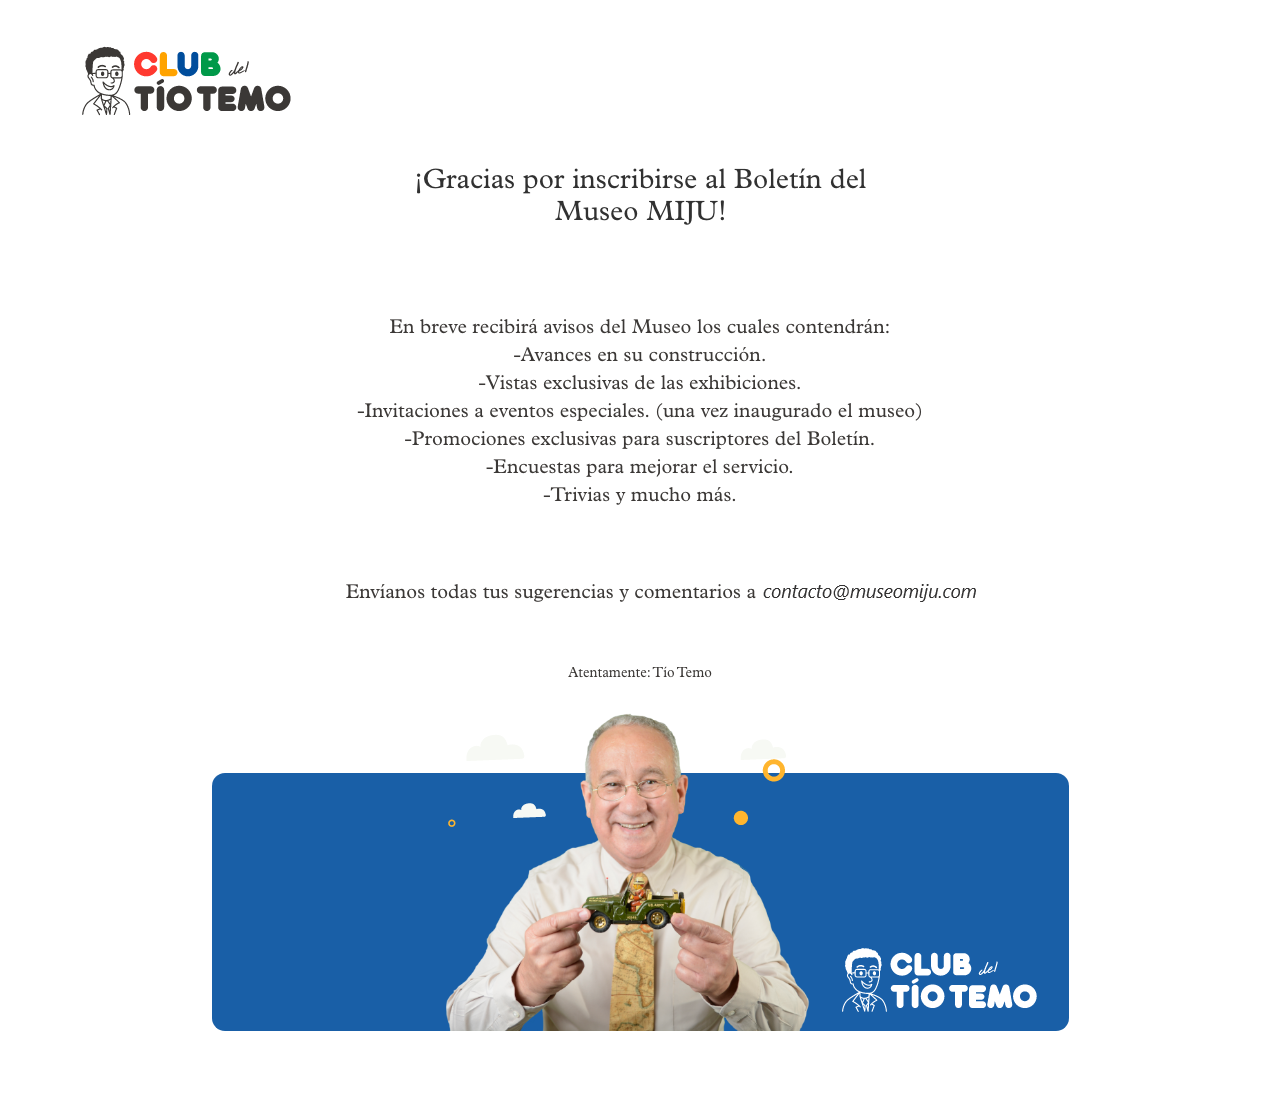 CLUB del
TÍO TEMO
¡Gracias por inscribirse al Boletín del
Museo MIJU!
En breve recibirá avisos del Museo los cuales contendrán:
-Avances en su construcción.
-Vistas exclusivas de las exhibiciones.
-Invitaciones a eventos especiales. (una vez inaugurado el museo)
-Promociones exclusivas para suscriptores del Boletín.
-Encuestas para mejorar el servicio.
-Trivias y mucho más.
Envíanos todas tus sugerencias y comentarios a contacto@museomiju.com
Atentamente: Tío Temo
CLUB del
TÍO TEMO